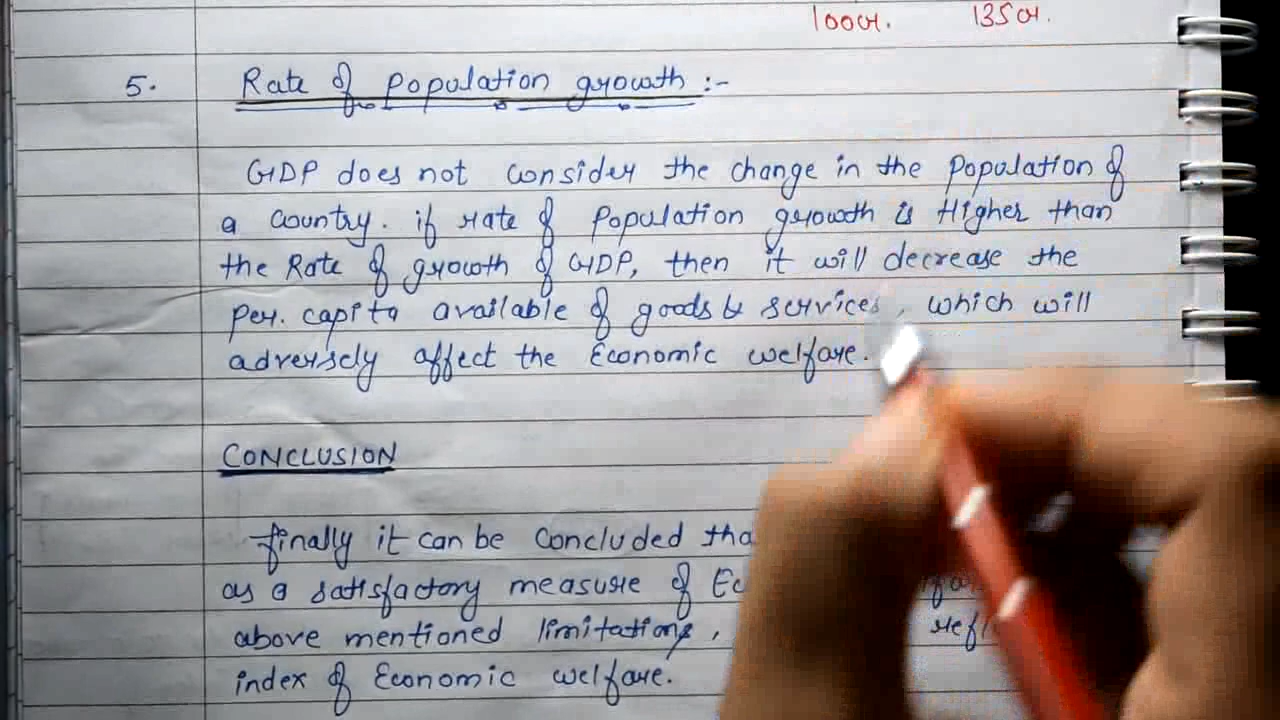 100cr. 135cr.
5. Rate of Population growth :-
GDP does not consider the change in the Population of
a country. if rate of Population growth is Higher than
the Rate of growth of GDP, then it will decrease the
Per. capita available of goods & services, which will
adversely affect the Economic welfare.
CONCLUSION
finally it can be concluded
as a satisfactory measure of
above mentioned limitations,
index of Economic welfare.